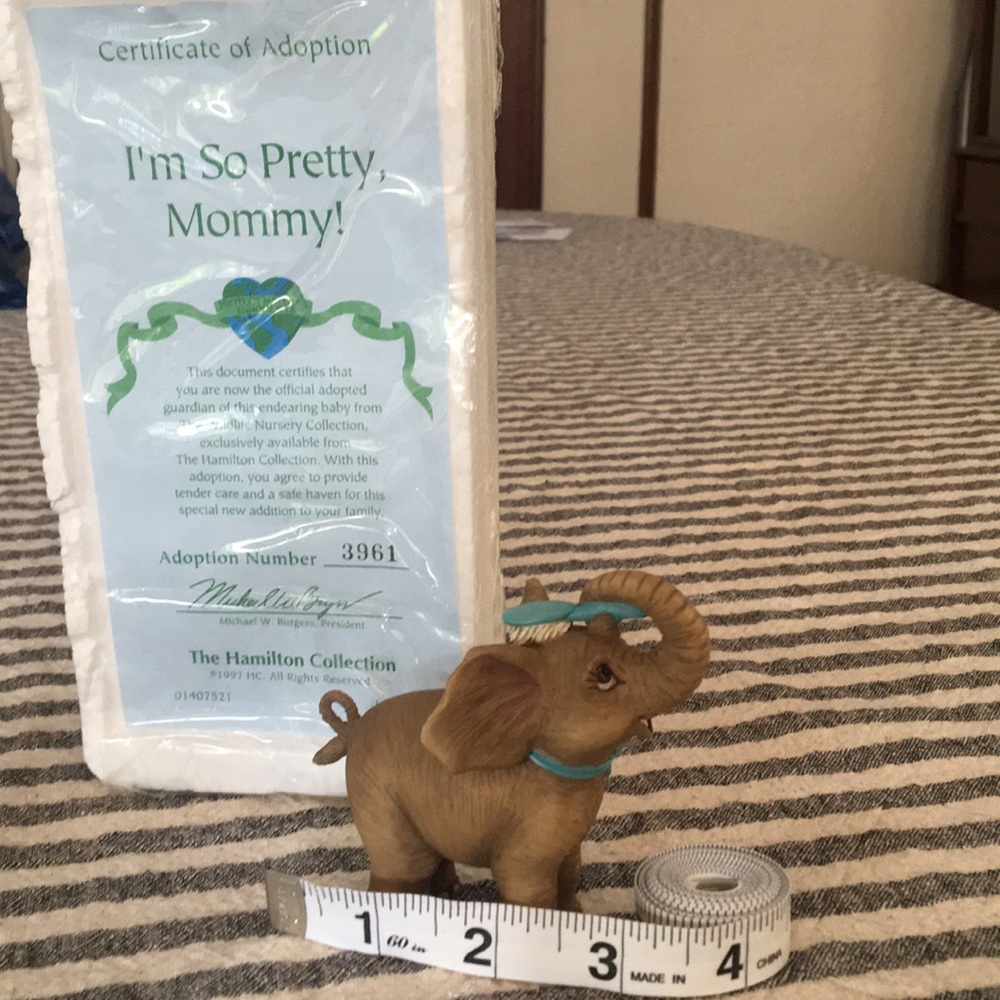 Certificate of Adoption
I'm So Pretty,
Mommy!
This document certifies that
you are now the official adopted
guardian of this endearing baby from
The Wildlife Nursery Collection,
exclusively available from
The Hamilton Collection. With this
adoption, you agree to provide
tender care and a safe haven for this
special new addition to your family.
Adoption Number 3961
Michael W. Burgess, President
The Hamilton Collection
©1997 HC. All Rights Reserved
01407521
1 60 in 2 3 MADE IN 4 CHINA